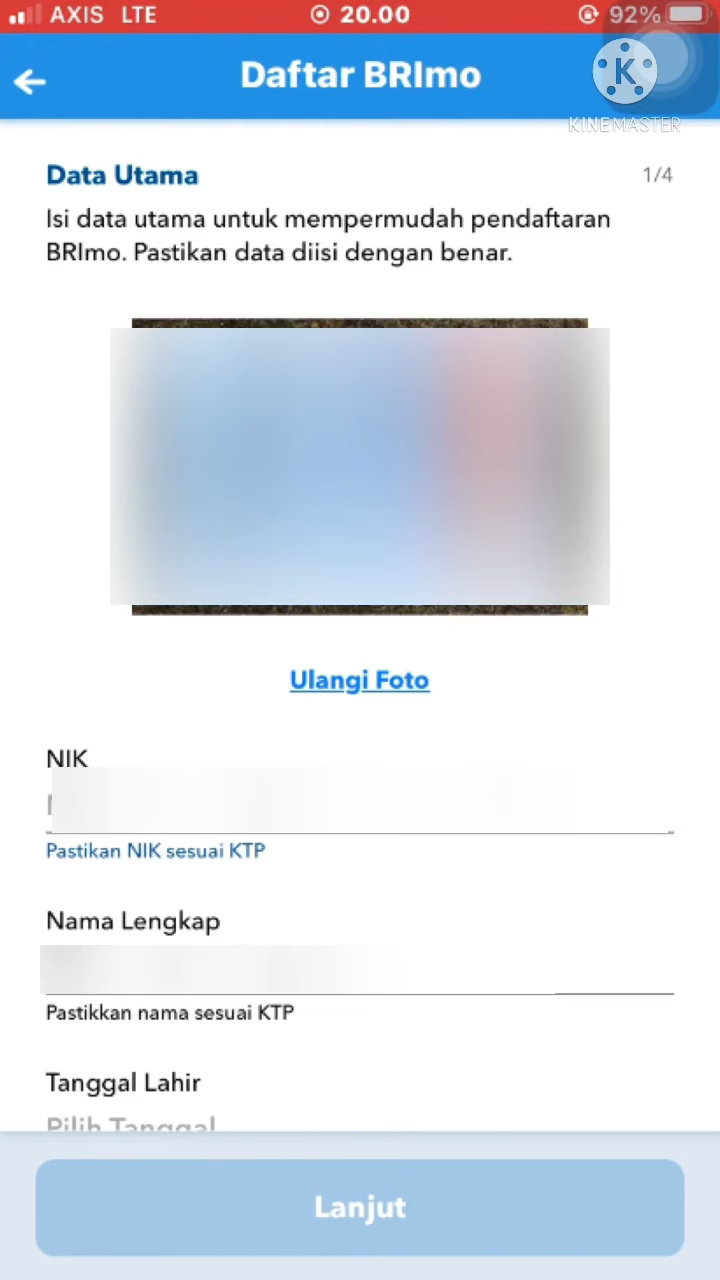 AXIS LTE 20.00 92%
Daftar BRImo
K
KINEMASTER
Data Utama 1/4
Isi data utama untuk mempermudah pendaftaran
BRImo. Pastikan data diisi dengan benar.
Ulangi Foto
NIK
Pastikan NIK sesuai KTP
Nama Lengkap
Pastikkan nama sesuai KTP
Tanggal Lahir
Pilih Tanggal
Lanjut